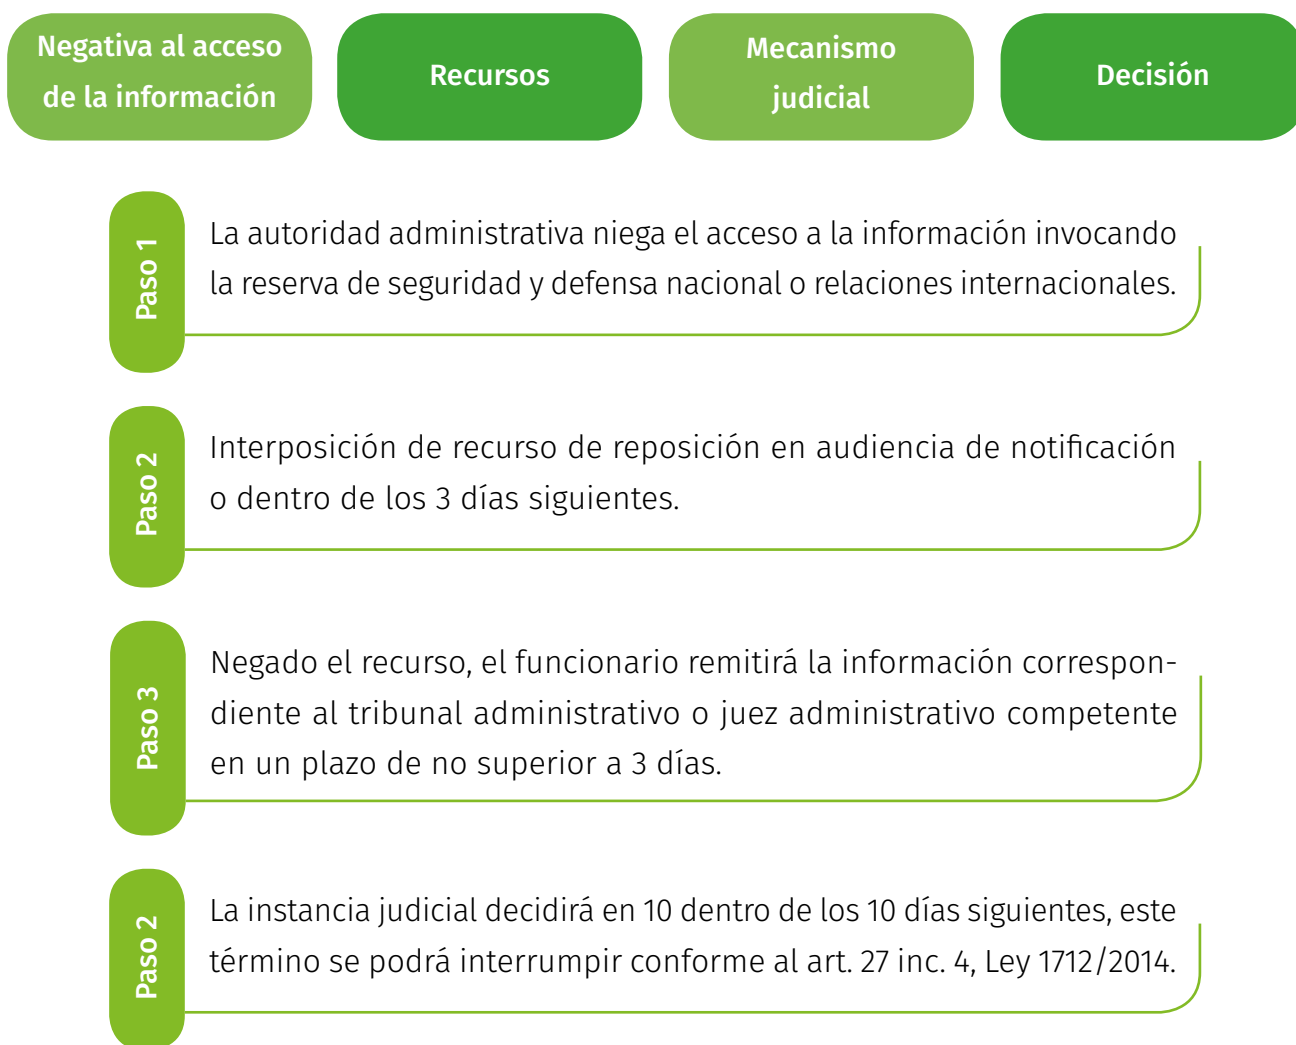 Negativa al acceso
de la información
Recursos
Mecanismo
judicial
Decisión
Paso 1
La autoridad administrativa niega el acceso a la información invocando
la reserva de seguridad y defensa nacional o relaciones internacionales.
Paso 2
Interposición de recurso de reposición en audiencia de notificación
o dentro de los 3 días siguientes.
Paso 3
Negado el recurso, el funcionario remitirá la información correspon-
diente al tribunal administrativo o juez administrativo competente
en un plazo de no superior a 3 días.
Paso 2
La instancia judicial decidirá en 10 dentro de los 10 días siguientes, este
término se podrá interrumpir conforme al art. 27 inc. 4, Ley 1712/2014.